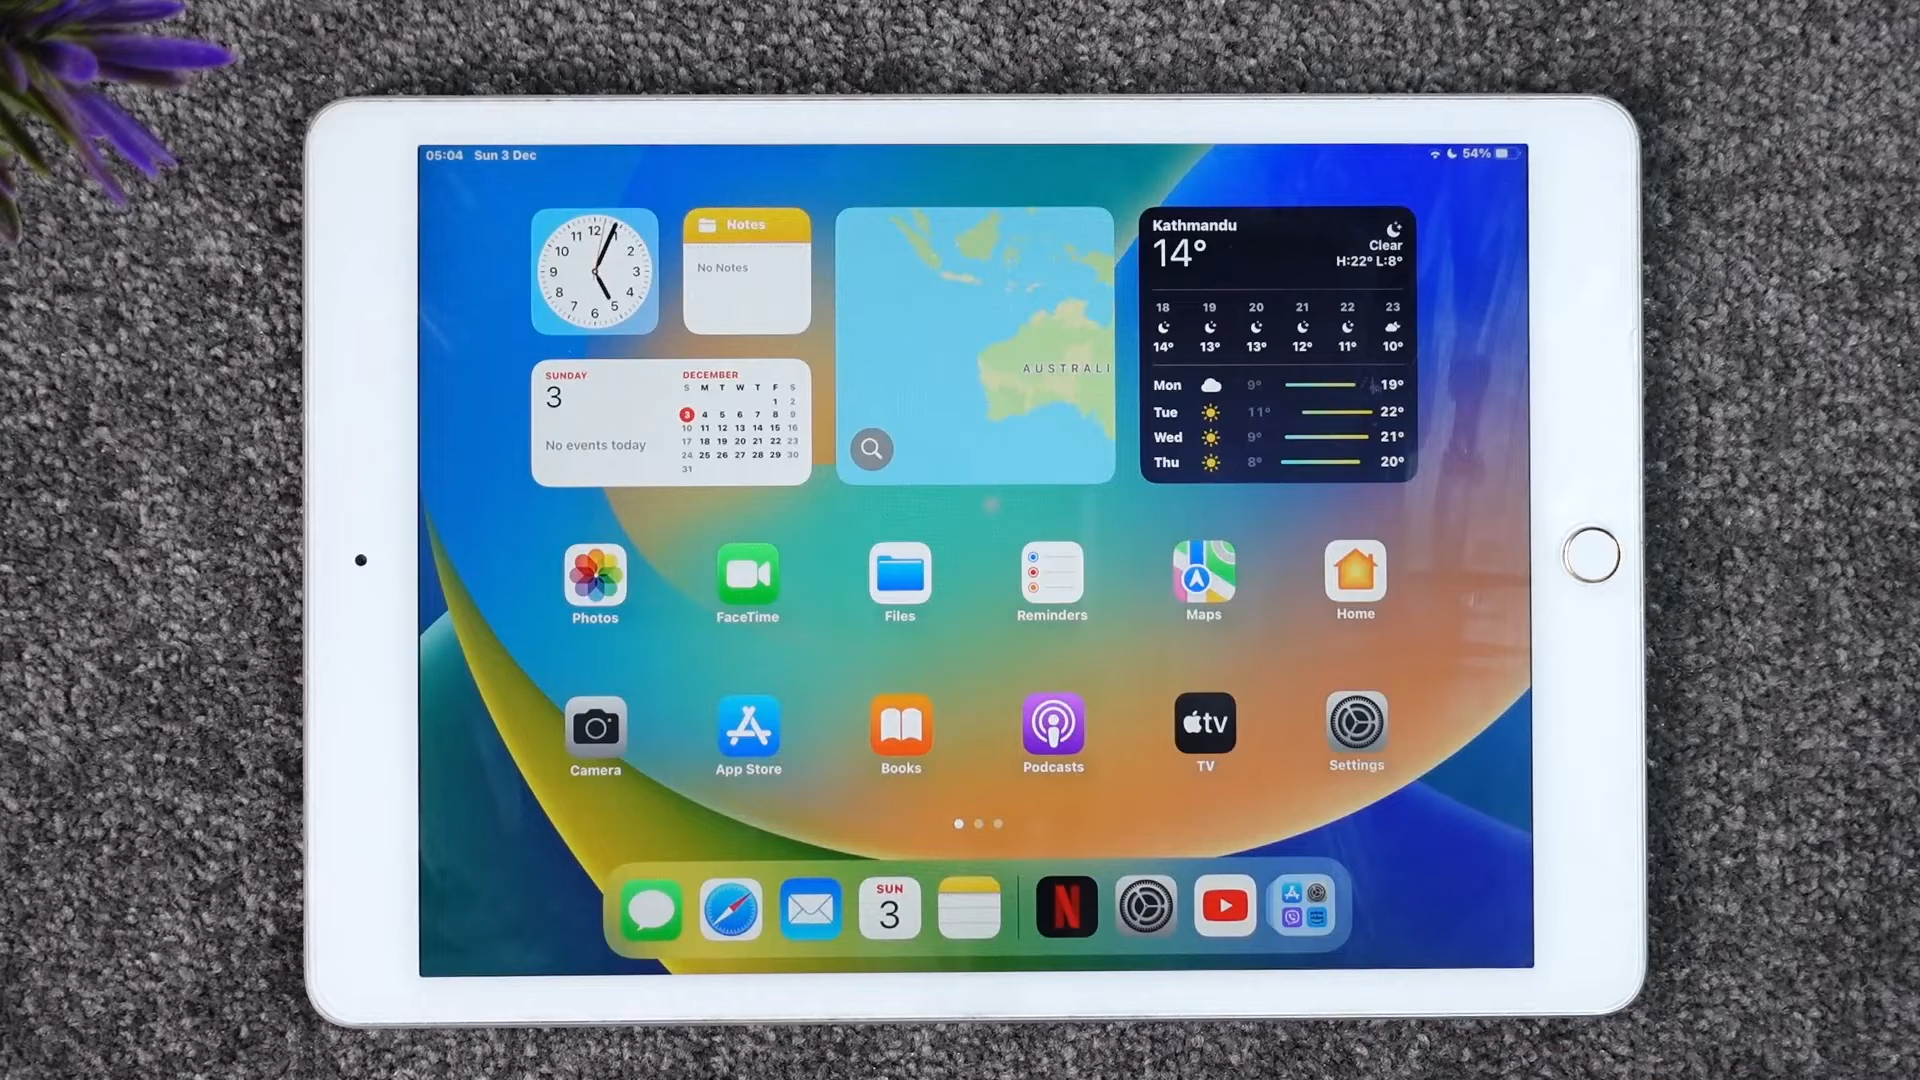 05:04 Sun 3 Dec
54%
12
1
2
3
4
5
6
7
8
9
10
11
Notes
No Notes
AUSTRALI
Kathmandu
14°
Clear
H:22° L:8°
18 19 20 21 22 23
14° 13° 13° 12° 11° 10°
Mon 9° 19°
Tue 11° 22°
Wed 9° 21°
Thu 8° 20°
SUNDAY
3
No events today
DECEMBER
S M T W T F S
1 2
3 4 5 6 7 8 9
10 11 12 13 14 15 16
17 18 19 20 21 22 23
24 25 26 27 28 29 30
31
Photos
FaceTime
Files
Reminders
Maps
Home
tv
Camera
App Store
Books
Podcasts
TV
Settings
SUN
3
N